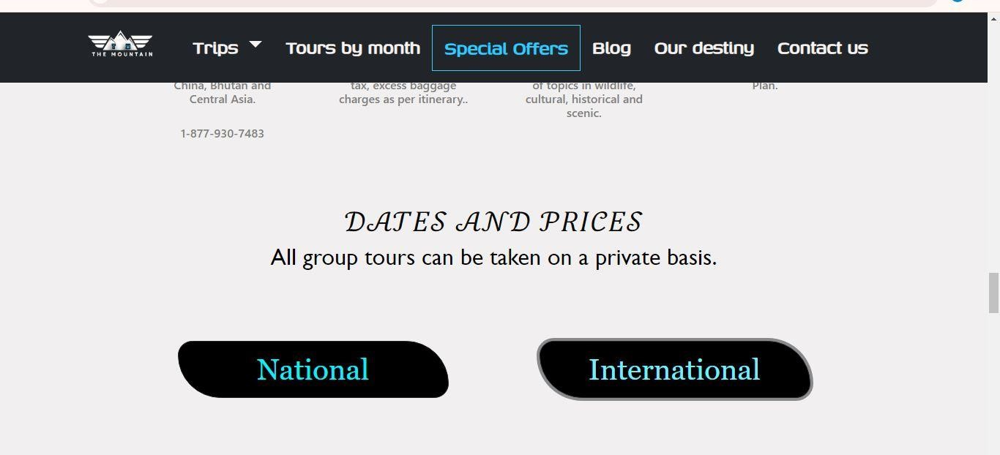 T M
THE MOUNTAIN
Trips
Tours by month
Special Offers
Blog
Our destiny
Contact us
China, Bhutan and
Central Asia.
1-877-930-7483
tax, excess baggage
charges as per itinerary..
of topics in wildlife,
cultural, historical and
scenic.
Plan.
DATES AND PRICES
All group tours can be taken on a private basis.
National
International